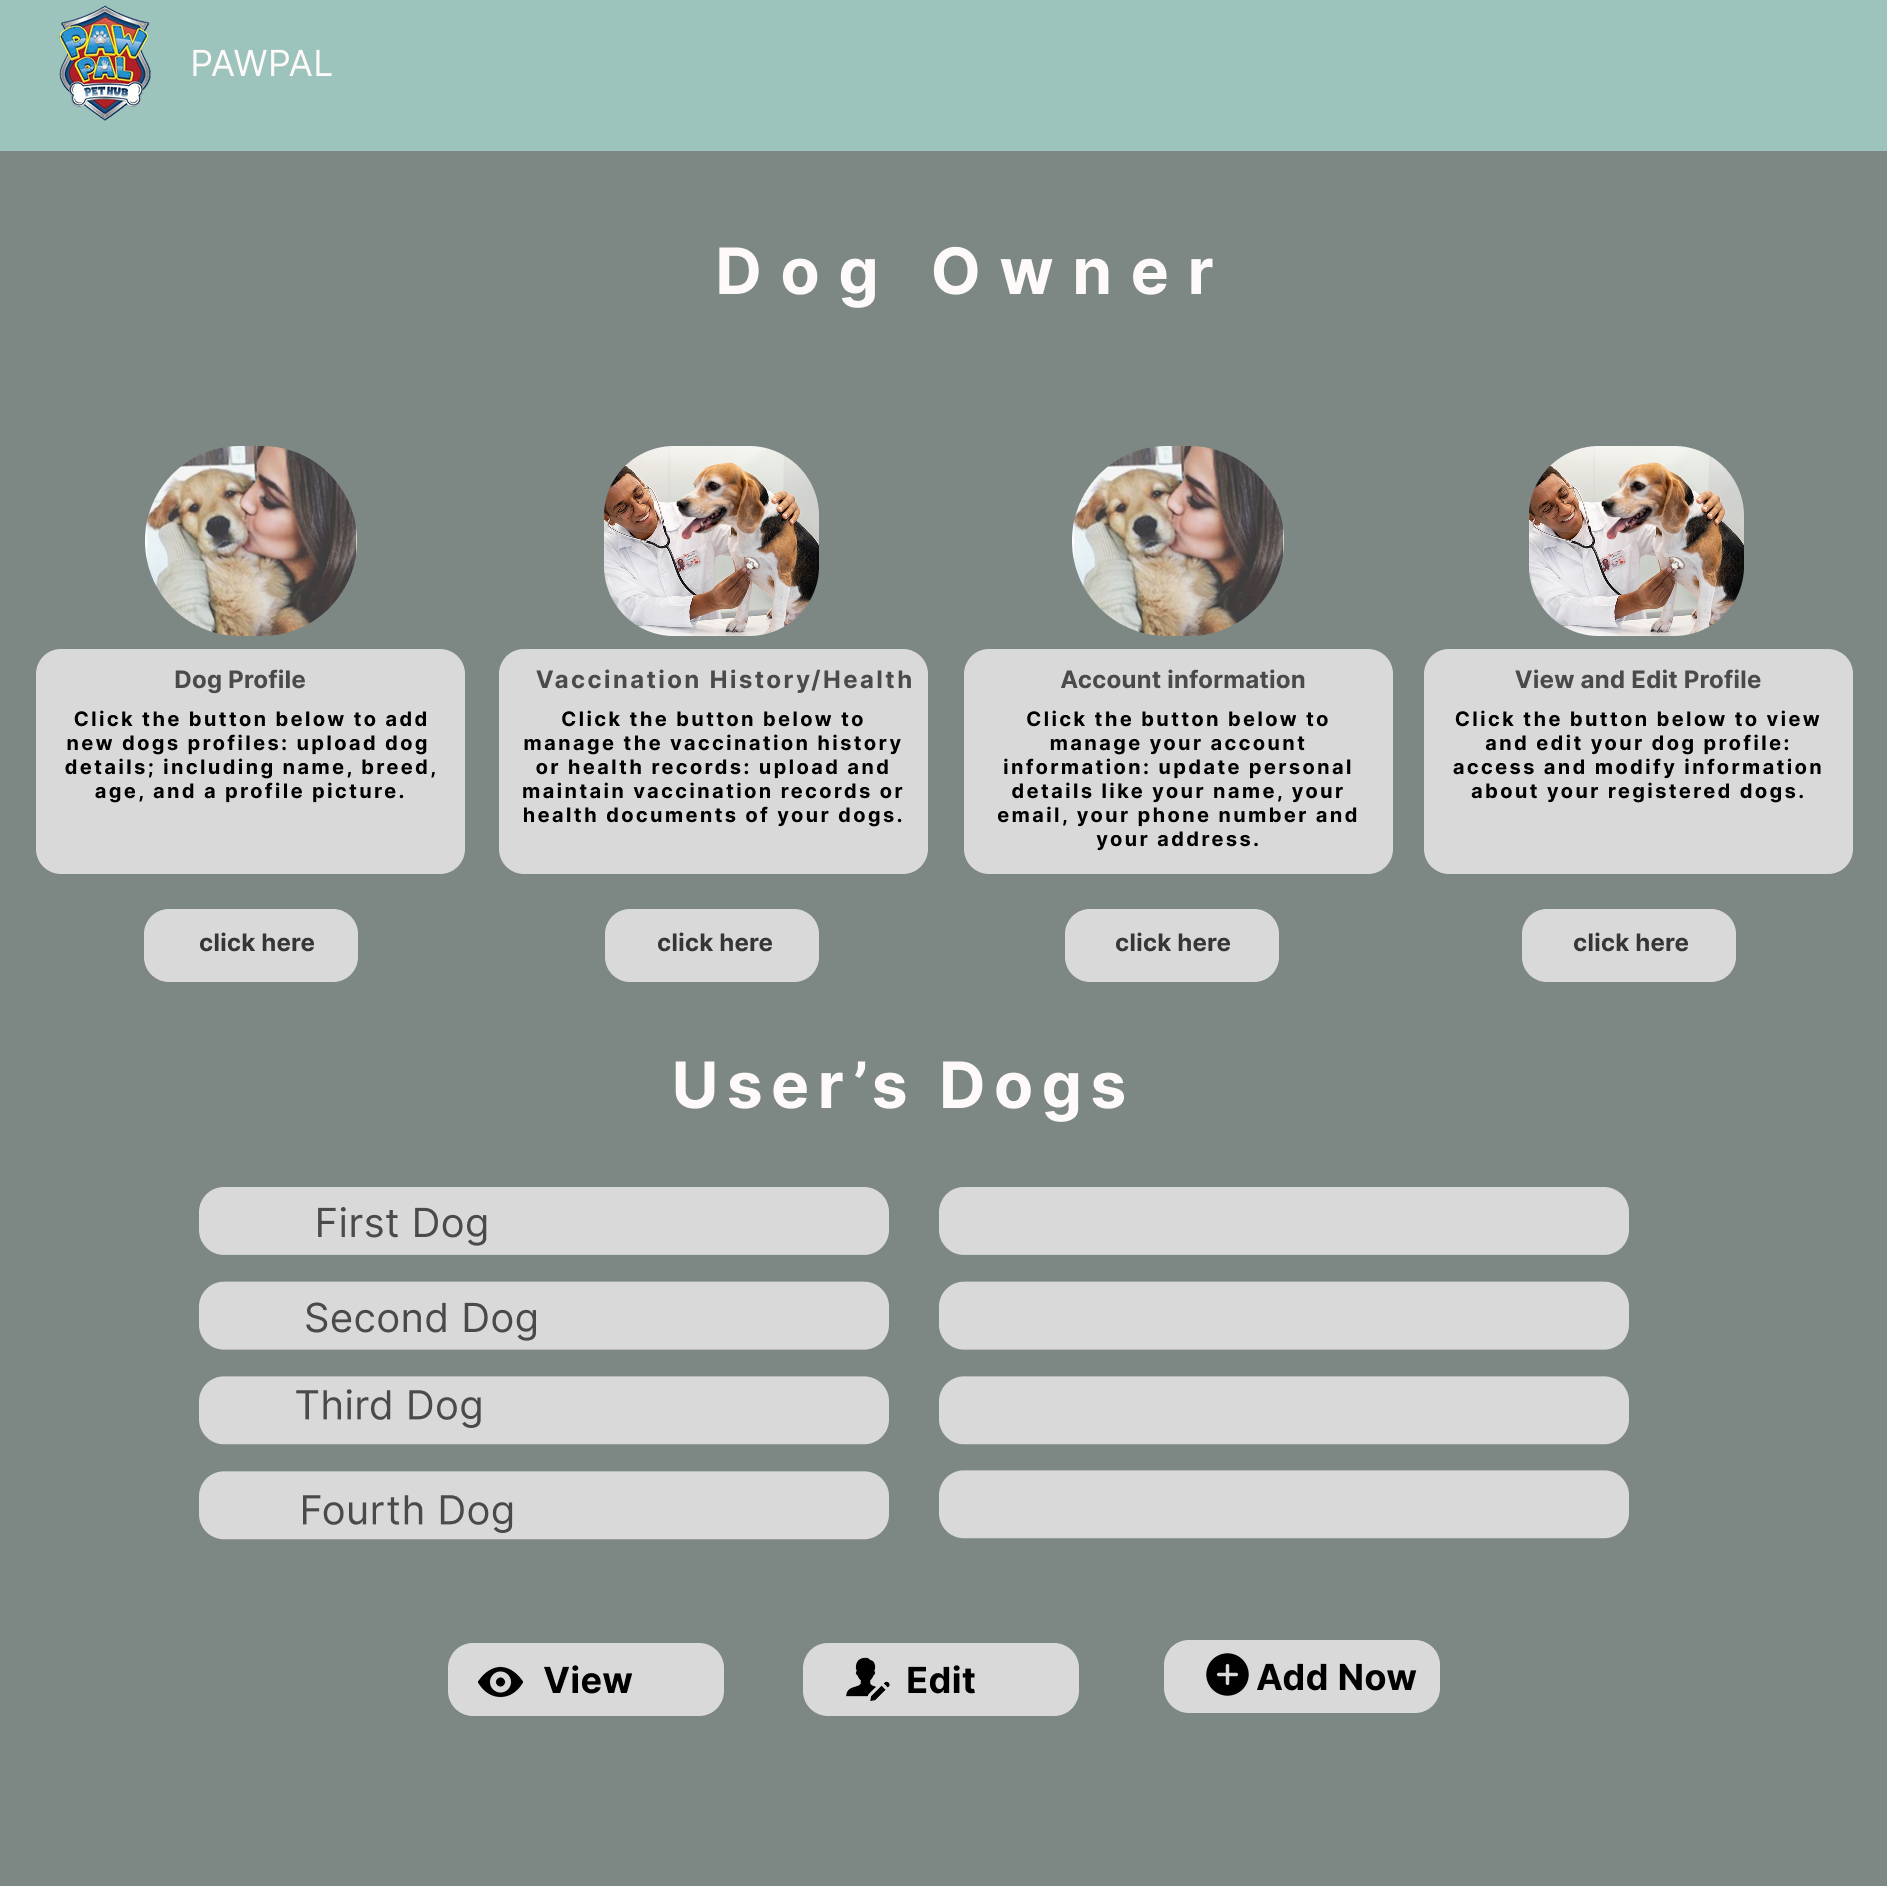 PAW
PAL
PET HUB
PAWPAL
Dog Owner
Dog Profile
Click the button below to add
new dogs profiles: upload dog
details; including name, breed,
age, and a profile picture.
Vaccination History/Health
Click the button below to
manage the vaccination history
or health records: upload and
maintain vaccination records or
health documents of your dogs.
Account information
Click the button below to
manage your account
information: update personal
details like your name, your
email, your phone number and
your address.
View and Edit Profile
Click the button below to view
and edit your dog profile:
access and modify information
about your registered dogs.
click here
click here
click here
click here
User’s Dogs
First Dog
Second Dog
Third Dog
Fourth Dog
View
Edit
Add Now